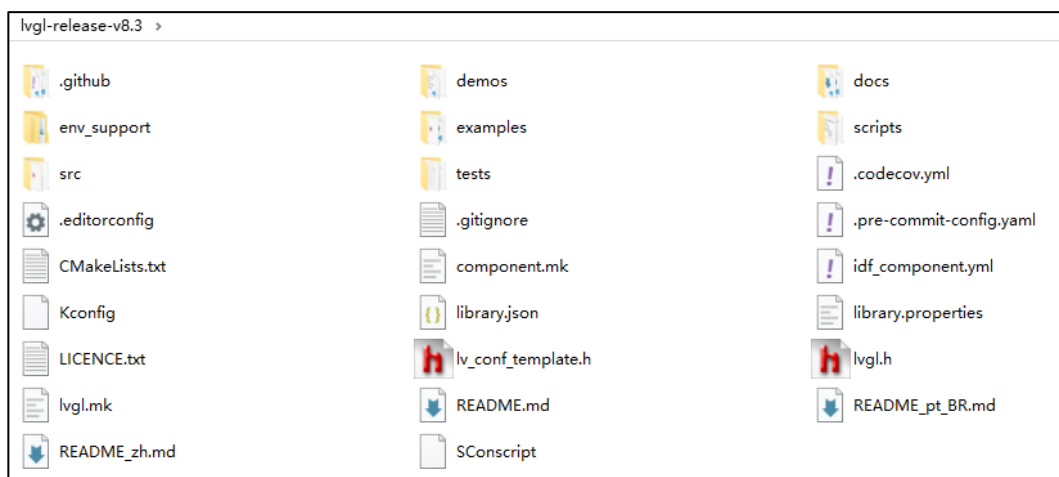 lvgl-release-v8.3 >
.github demos docs
env_support examples scripts
src tests .codecov.yml
.editorconfig .gitignore .pre-commit-config.yaml
CMakeLists.txt component.mk idf_component.yml
Kconfig library.json library.properties
LICENCE.txt lv_conf_template.h lvgl.h
lvgl.mk README.md README_pt_BR.md
README_zh.md SConscript